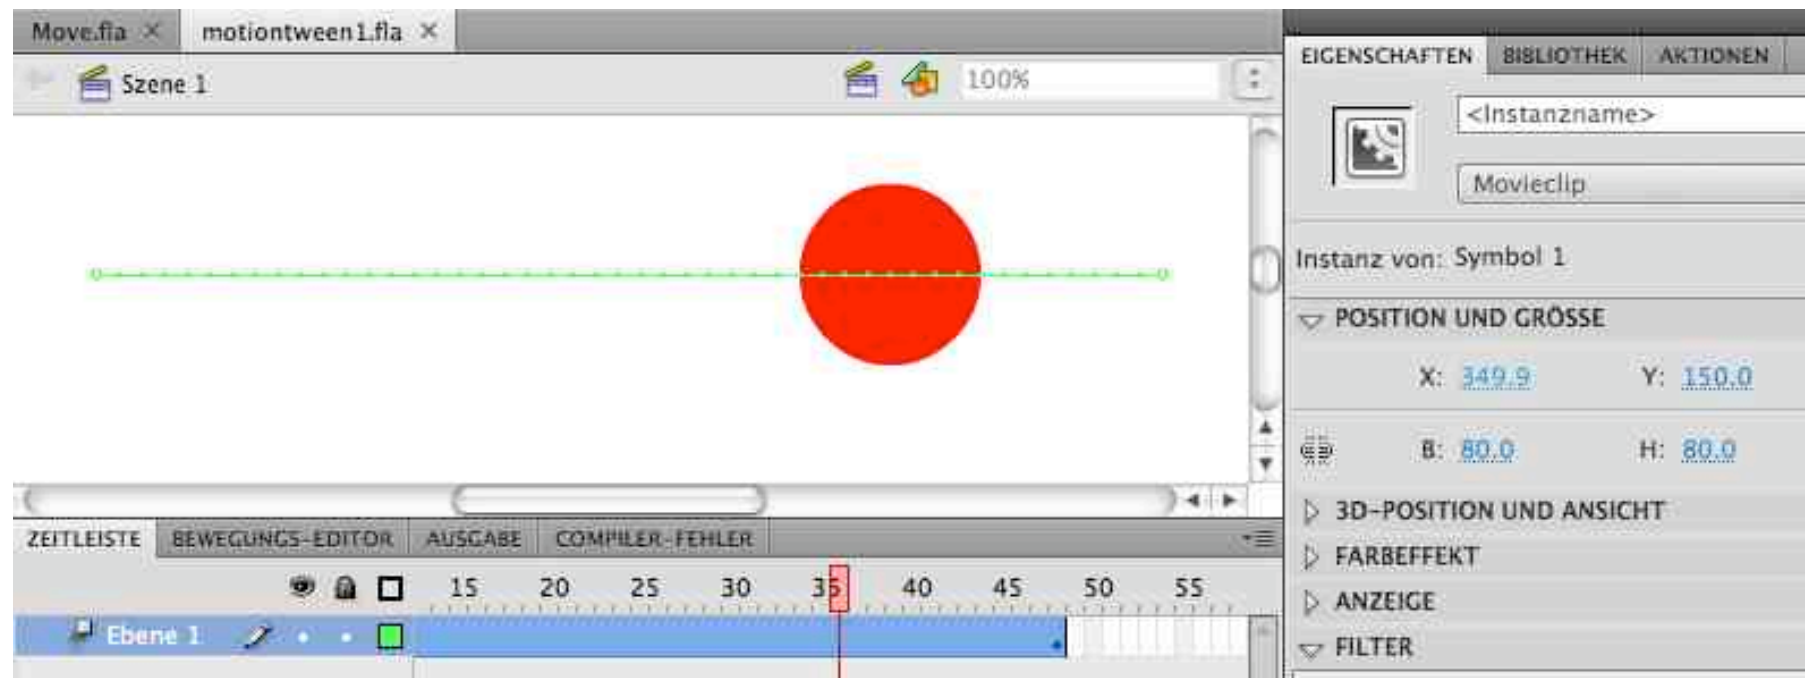 Move.fla × motiontween1.fla ×
Szene 1 100%
EIGENSCHAFTEN BIBLIOTHEK AKTIONEN
<Instanzname>
Movieclip
Instanz von: Symbol 1
POSITION UND GRÖSSE
X: 349.9 Y: 150.0
B: 80.0 H: 80.0
3D-POSITION UND ANSICHT
FARBEFFEKT
ANZEIGE
FILTER
ZEITLEISTE BEWEGUNGS-EDITOR AUSGABE COMPILER-FEHLER
15 20 25 30 35 40 45 50 55
Ebene 1